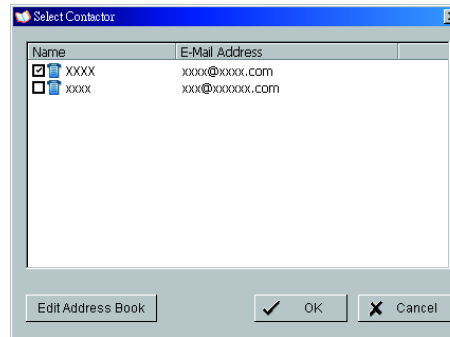 Select Contactor
Name E-Mail Address
XXXX xxxx@xxxx.com
xxxx xxx@xxxxxx.com
Edit Address Book OK Cancel